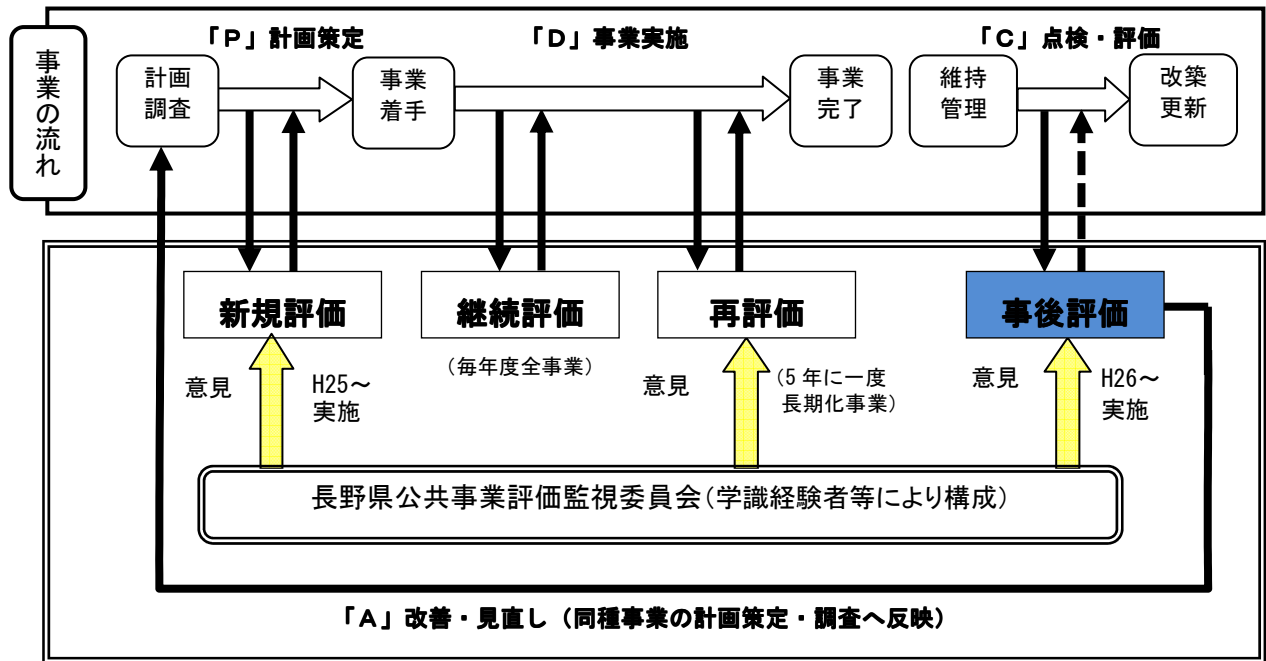 事業の流れ
「P」計画策定
「D」事業実施
「C」点検・評価
計画
調査
事業
着手
事業
完了
維持
管理
改築
更新
新規評価
継続評価
再評価
事後評価
意見
H25~
実施
(毎年度全事業)
意見
(5年に一度
長期化事業)
意見
H26~
実施
長野県公共事業評価監視委員会(学識経験者等により構成)
「A」改善・見直し(同種事業の計画策定・調査へ反映)